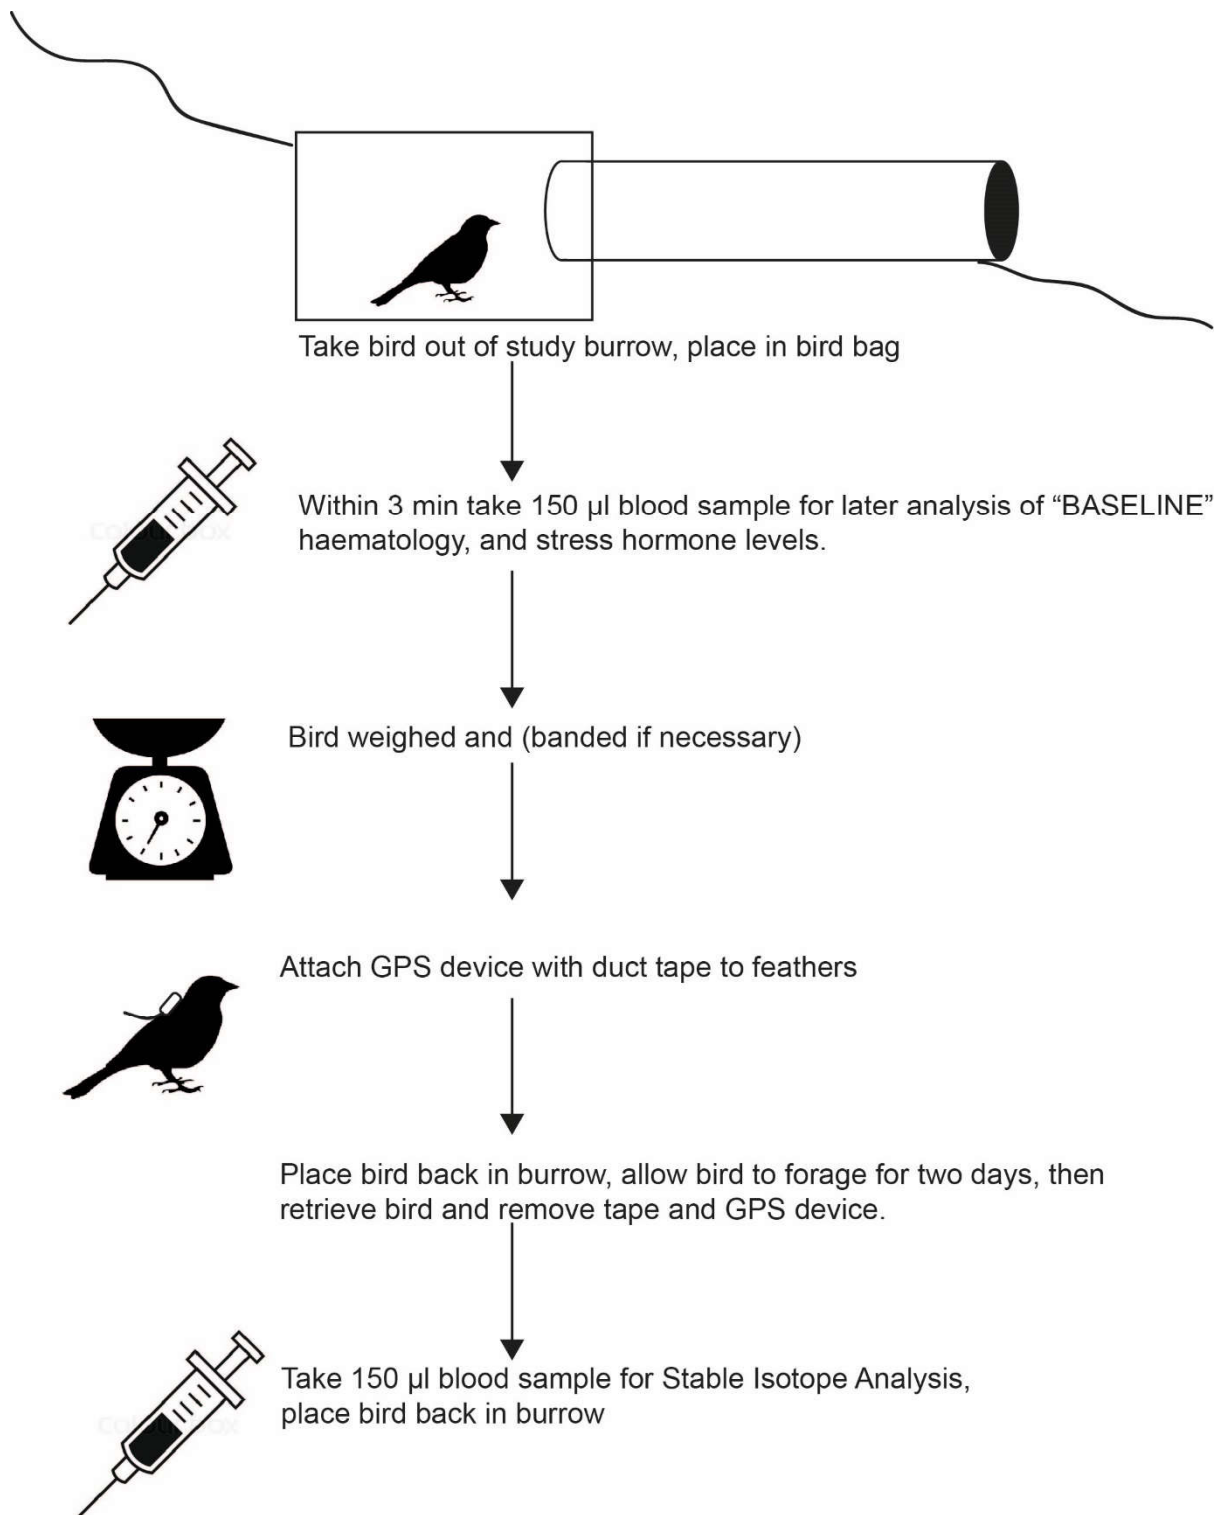 Take bird out of study burrow, place in bird bag
Within 3 min take 150 µl blood sample for later analysis of “BASELINE”
haematology, and stress hormone levels.
Bird weighed and (banded if necessary)
Attach GPS device with duct tape to feathers
Place bird back in burrow, allow bird to forage for two days, then
retrieve bird and remove tape and GPS device.
Take 150 µl blood sample for Stable Isotope Analysis,
place bird back in burrow